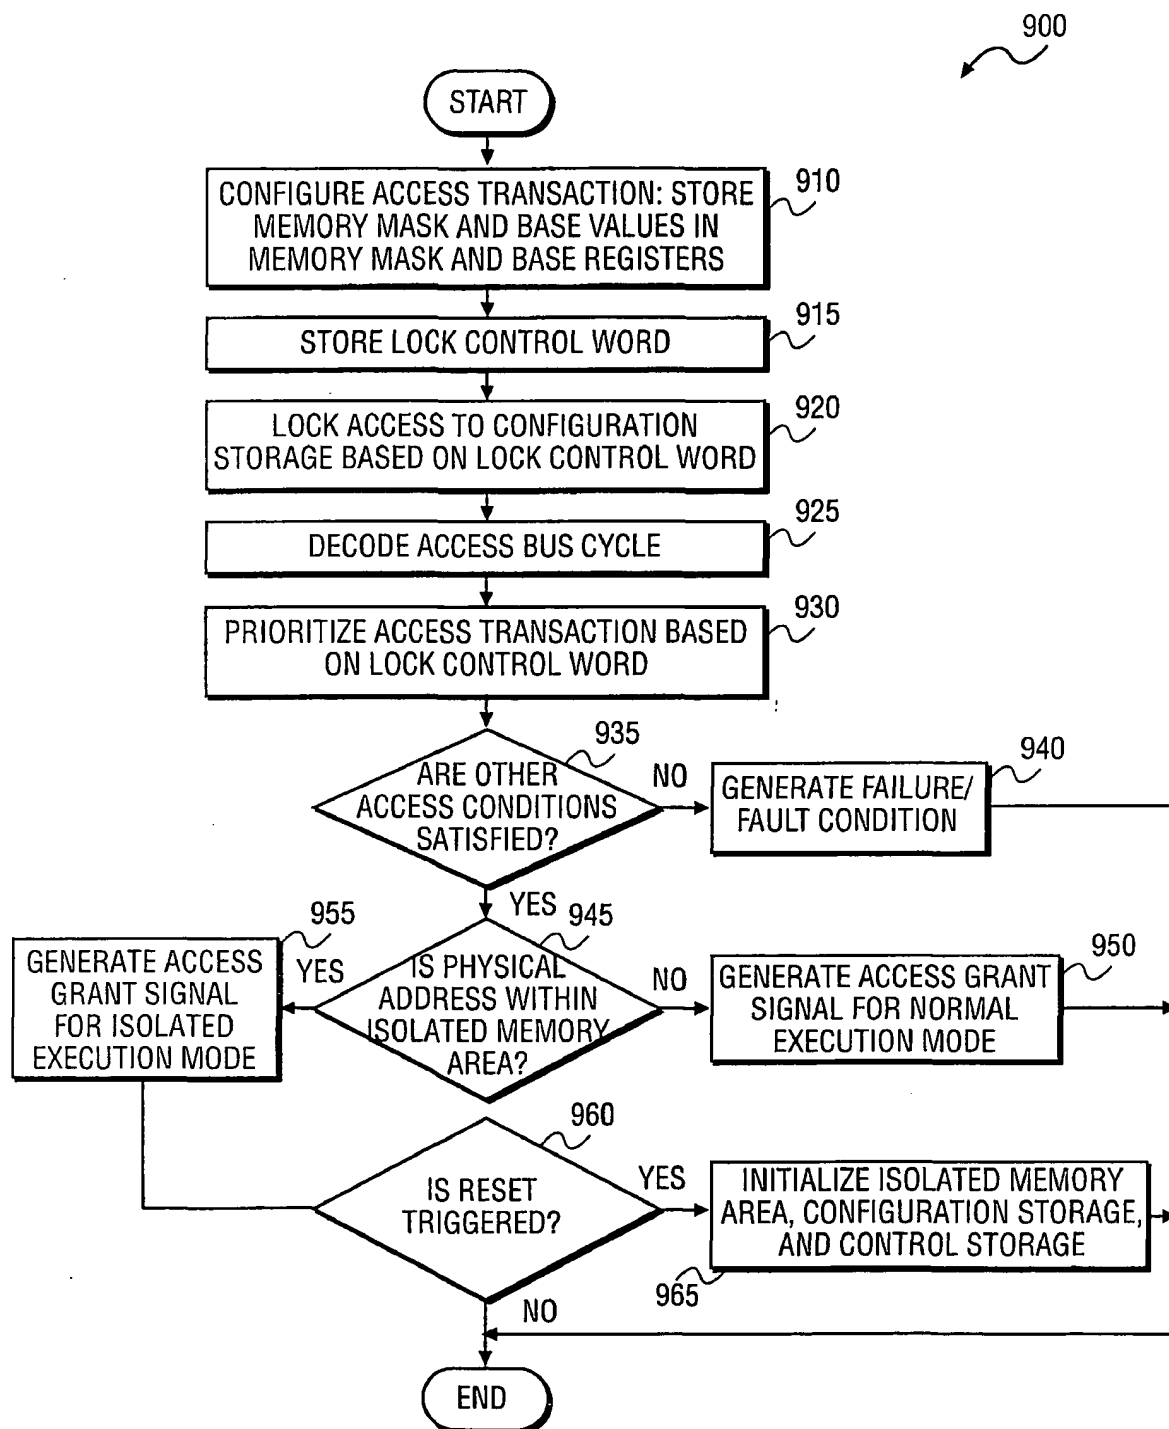 900
START
CONFIGURE ACCESS TRANSACTION: STORE
MEMORY MASK AND BASE VALUES IN
MEMORY MASK AND BASE REGISTERS
910
STORE LOCK CONTROL WORD
915
LOCK ACCESS TO CONFIGURATION
STORAGE BASED ON LOCK CONTROL WORD
920
DECODE ACCESS BUS CYCLE
925
PRIORITIZE ACCESS TRANSACTION BASED
ON LOCK CONTROL WORD
930
ARE OTHER
ACCESS CONDITIONS
SATISFIED?
935
NO
GENERATE FAILURE/
FAULT CONDITION
940
YES
IS PHYSICAL
ADDRESS WITHIN
ISOLATED MEMORY
AREA?
945
YES
GENERATE ACCESS
GRANT SIGNAL
FOR ISOLATED
EXECUTION MODE
955
NO
GENERATE ACCESS GRANT
SIGNAL FOR NORMAL
EXECUTION MODE
950
IS RESET
TRIGGERED?
960
YES
INITIALIZE ISOLATED MEMORY
AREA, CONFIGURATION STORAGE,
AND CONTROL STORAGE
965
NO
END